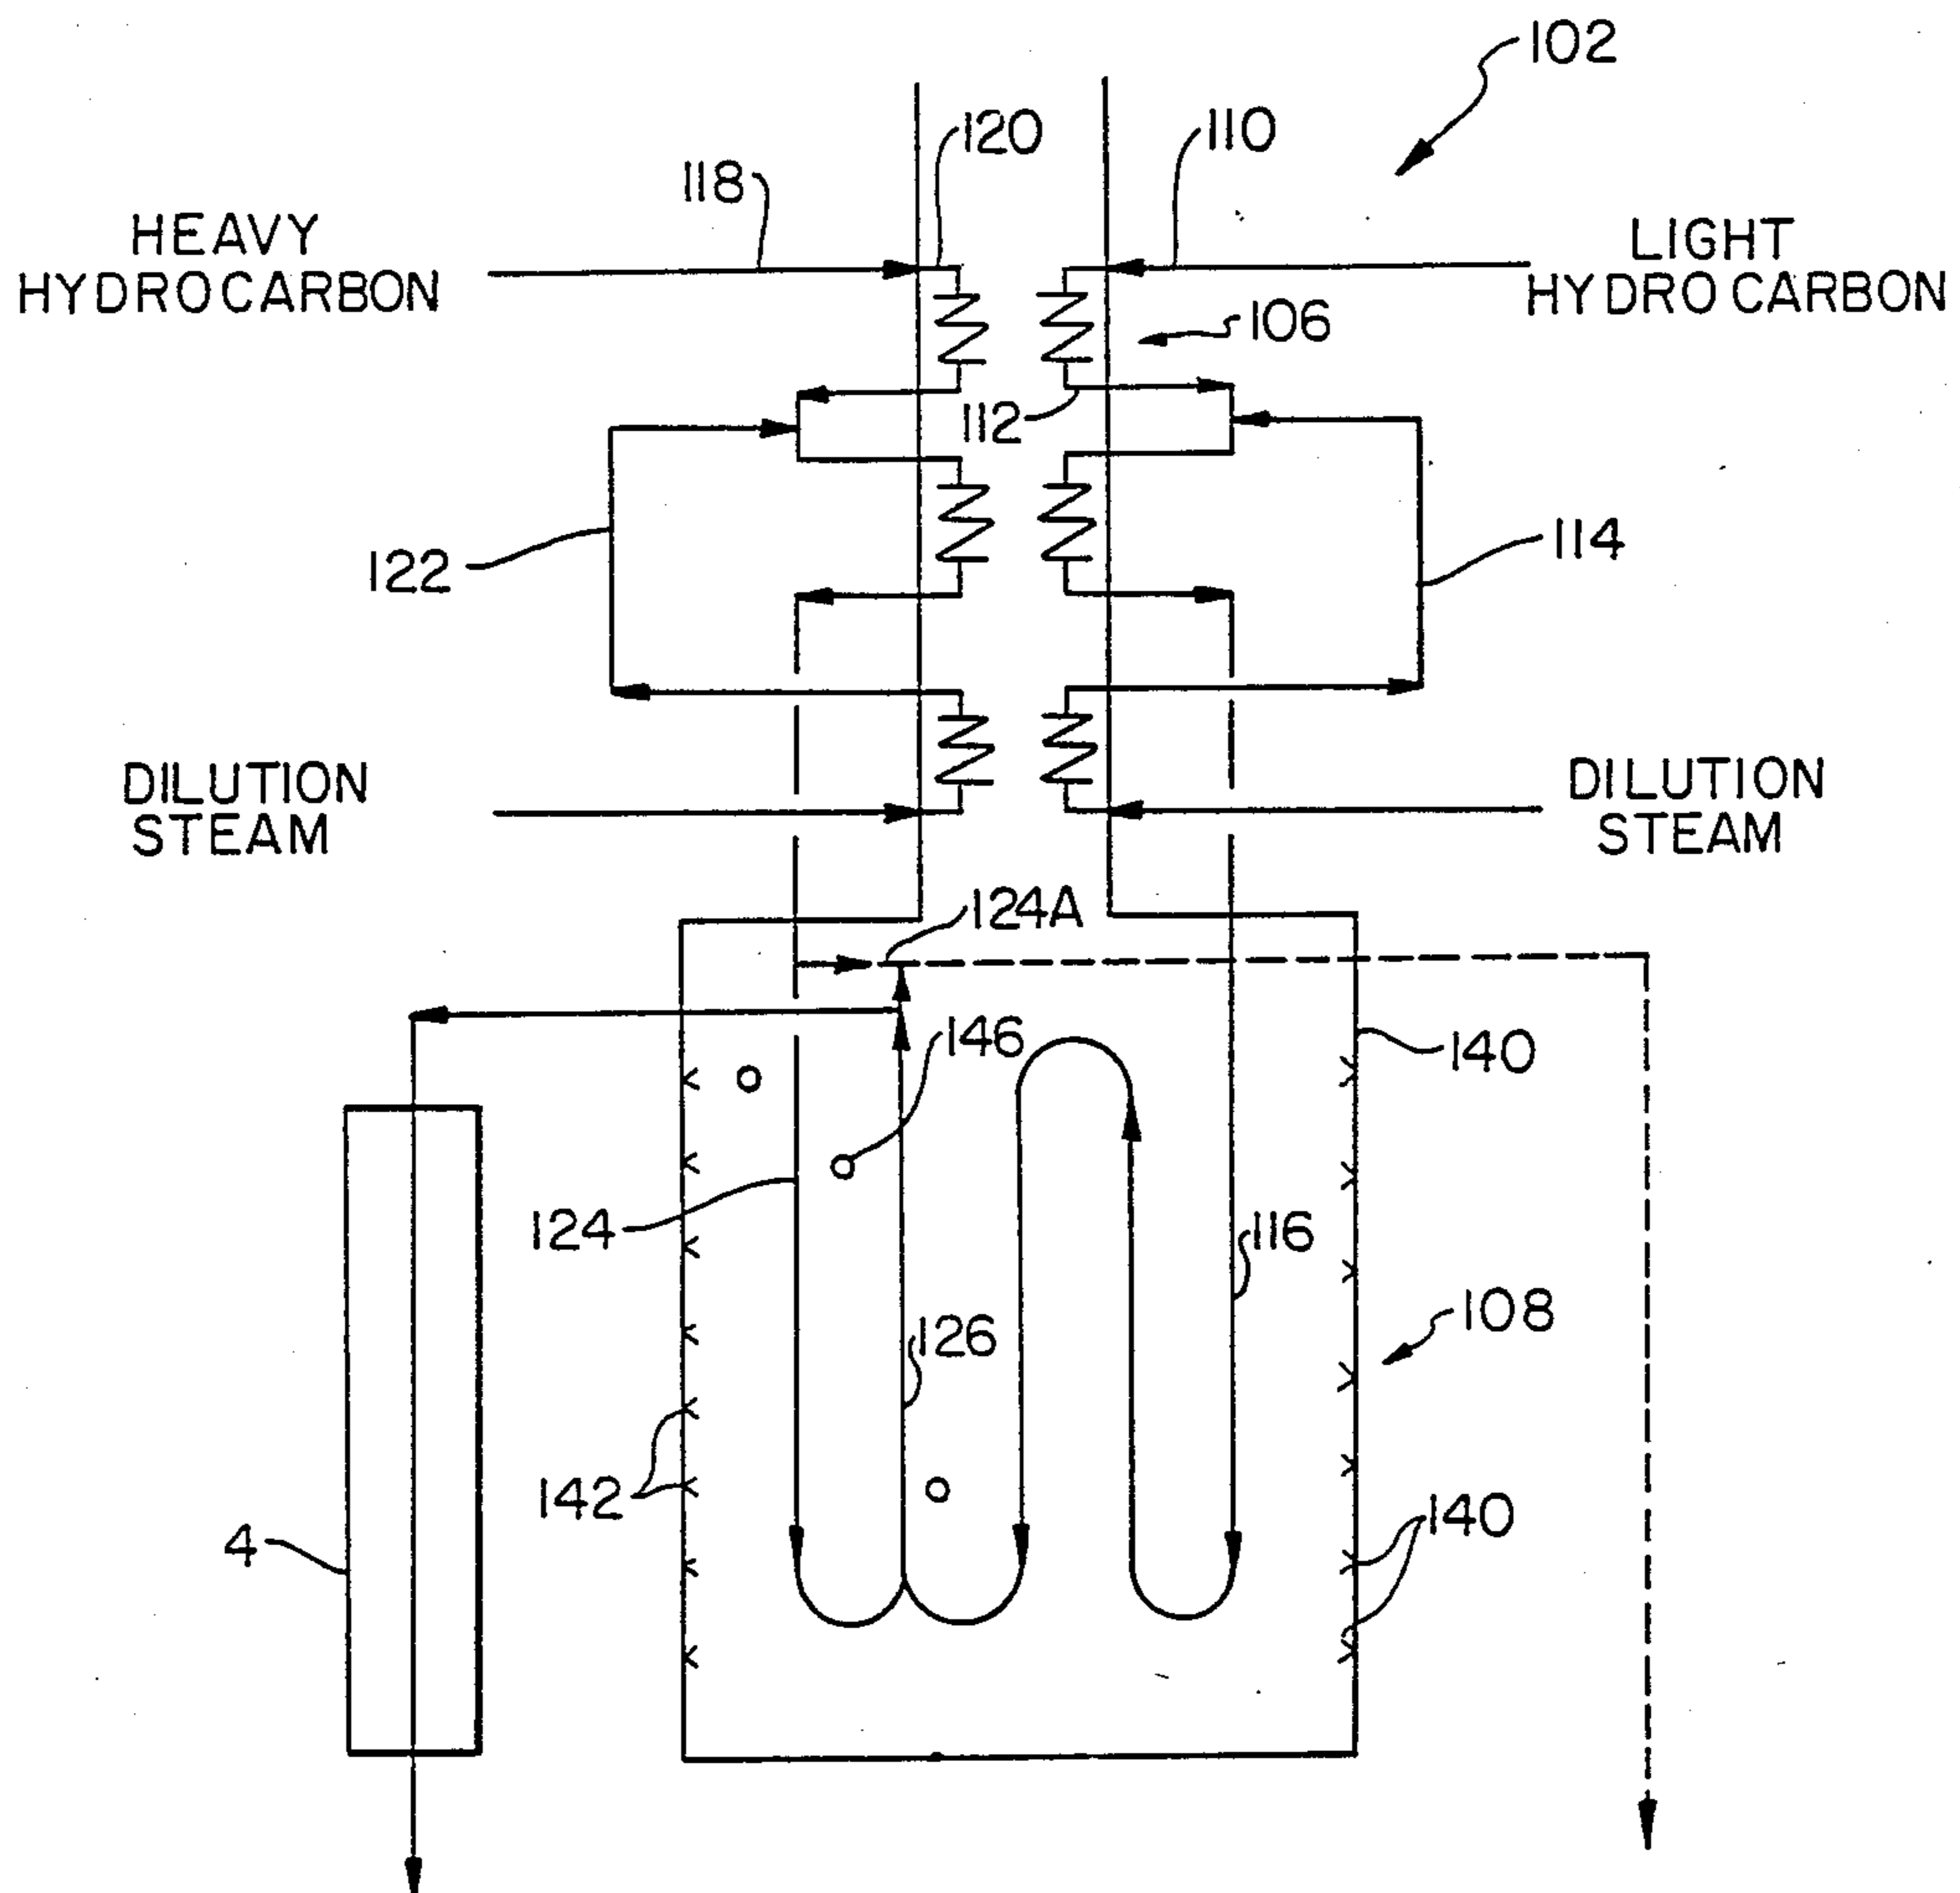 102
120
110
118
HEAVY
HYDROCARBON
LIGHT
HYDROCARBON
106
112
122
114
DILUTION
STEAM
DILUTION
STEAM
124A
146
140
124
116
108
126
142
140
4